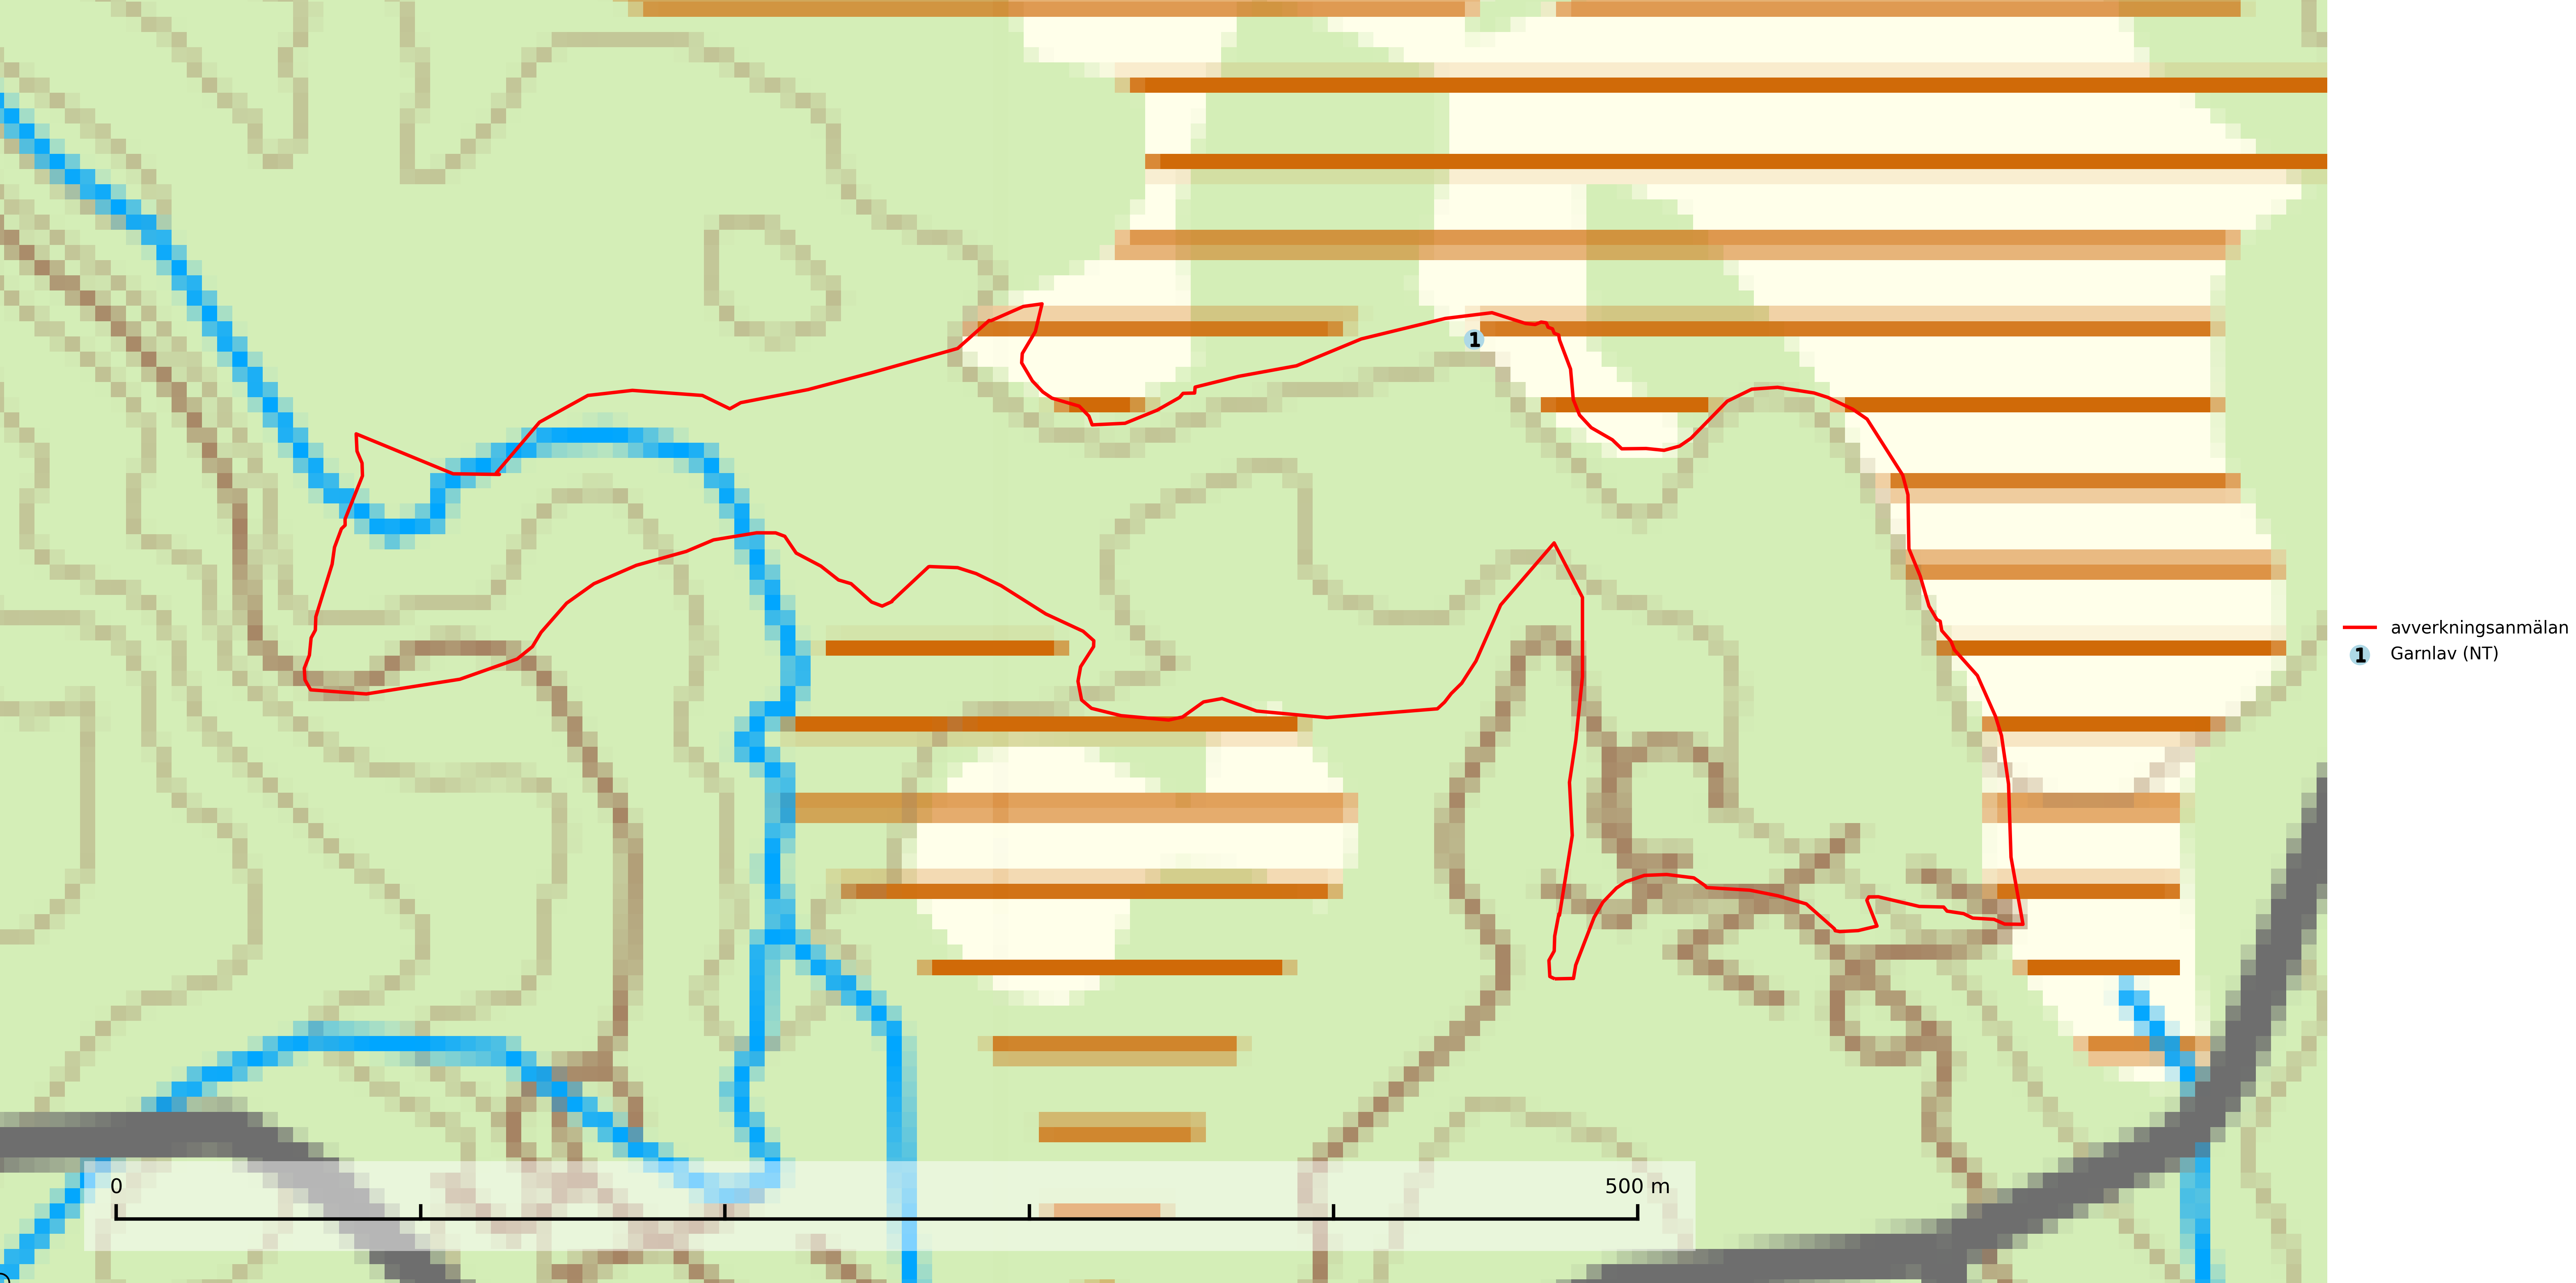 1
avverkningsanmälan
1 Garnlav (NT)
0 500 m